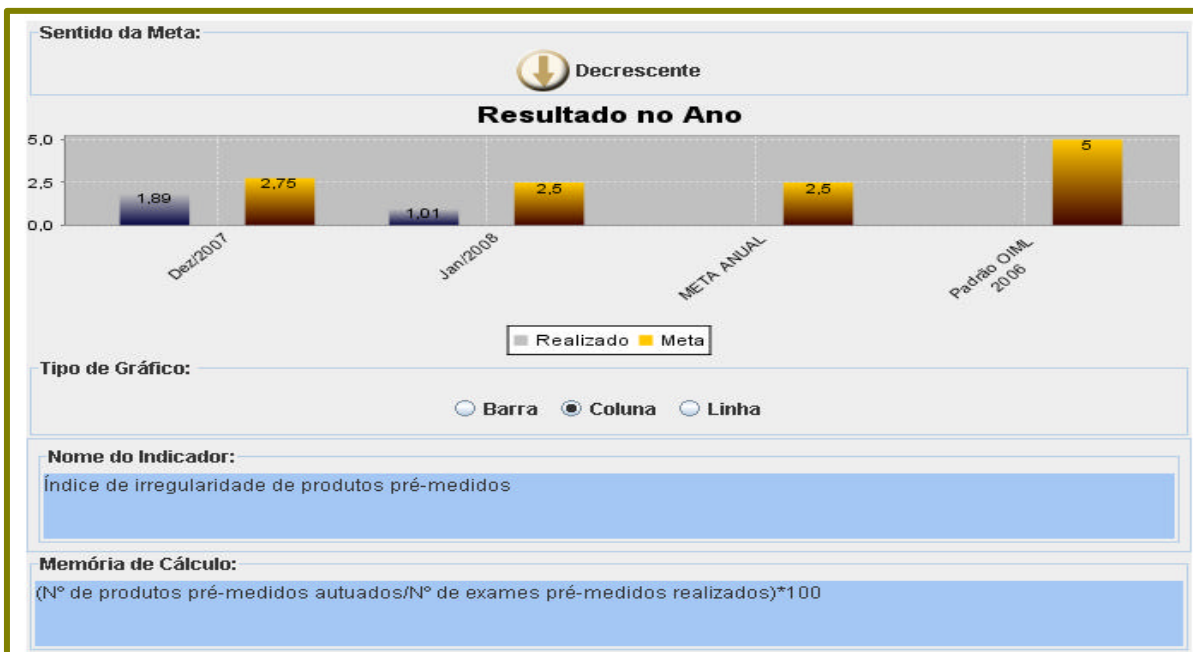 Sentido da Meta:
Decrescente
Resultado no Ano
5,0
2,5
0,0
1,89
2,75
1,01
2,5
2,5
5
Dez/2007
Jan/2008
META ANUAL
Padrão OIML
2006
Realizado Meta
Tipo de Gráfico:
Barra Coluna Linha
Nome do Indicador:
Índice de irregularidade de produtos pré-medidos
Memória de Cálculo:
(Nº de produtos pré-medidos autuados/Nº de exames pré-medidos realizados)*100